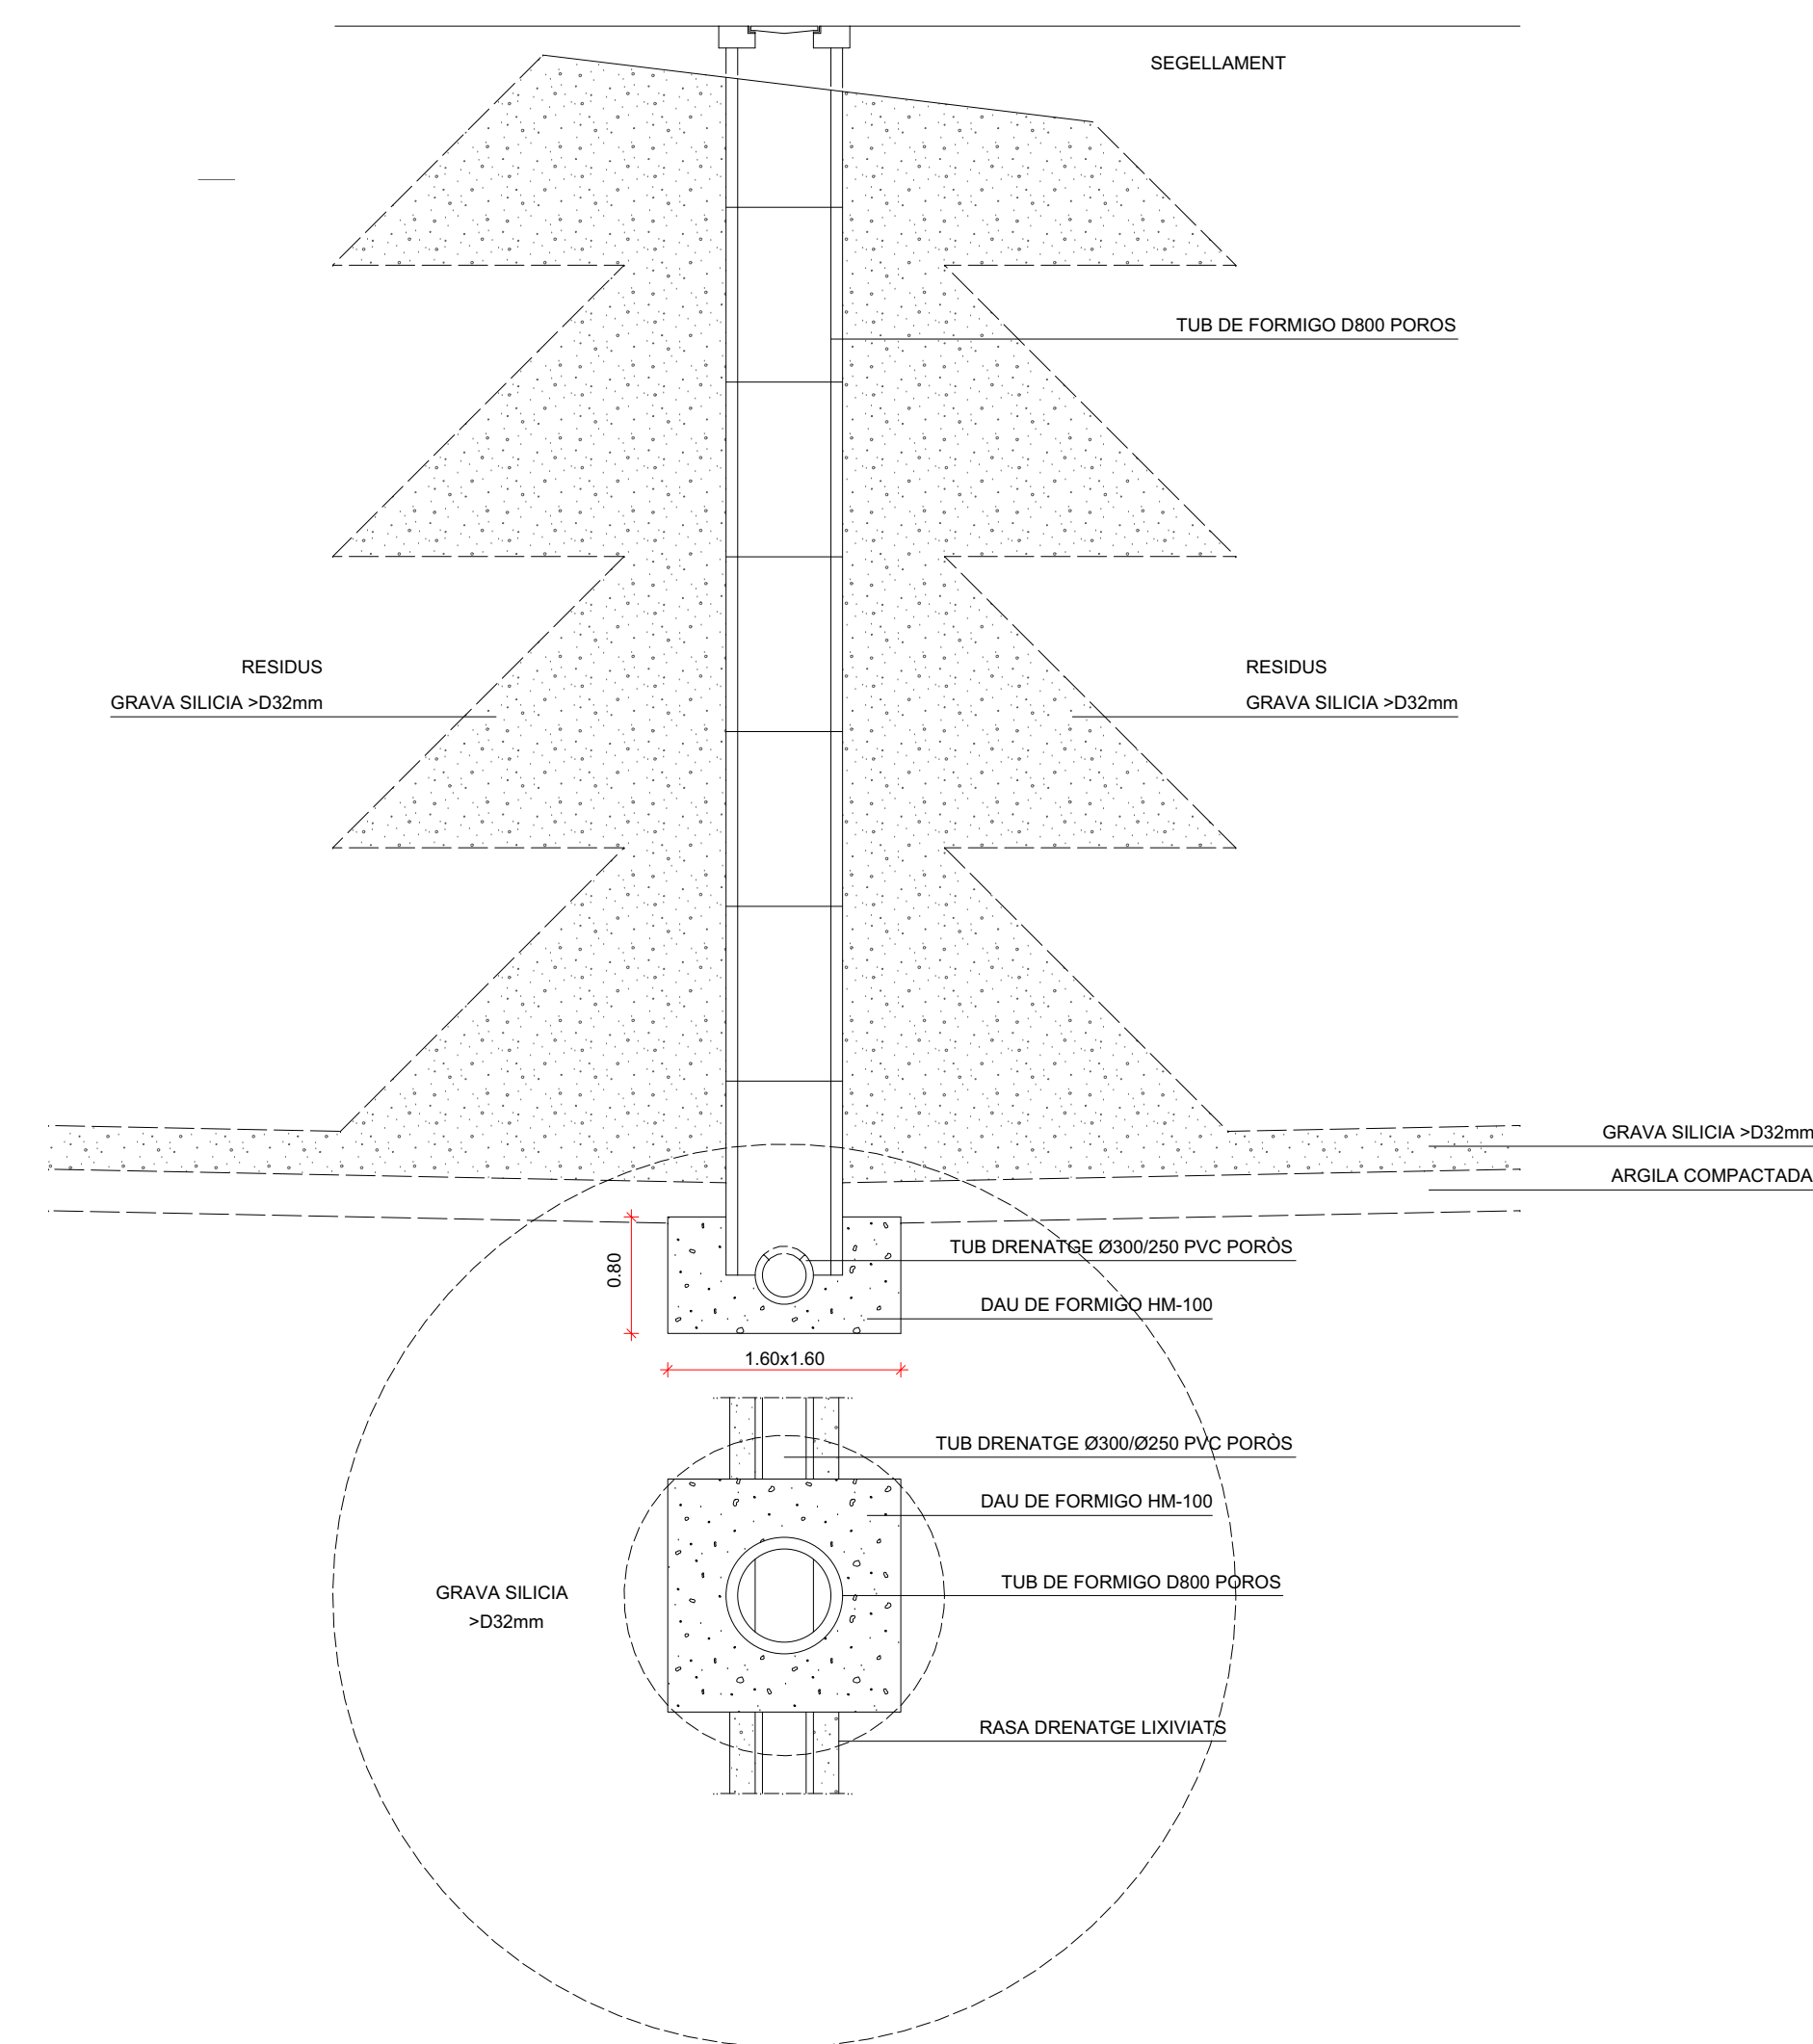 SEGELLAMENT
TUB DE FORMIGO D800 POROS
RESIDUS
GRAVA SILICIA >D32mm
RESIDUS
GRAVA SILICIA >D32mm
GRAVA SILICIA >D32mm
ARGILA COMPACTADA
TUB DRENATGE Ø300/250 PVC PORÒS
0.80
DAU DE FORMIGO HM-100
1.60x1.60
TUB DRENATGE Ø300/Ø250 PVC PORÒS
DAU DE FORMIGO HM-100
TUB DE FORMIGO D800 POROS
GRAVA SILICIA
>D32mm
RASA DRENATGE LIXIVIATS